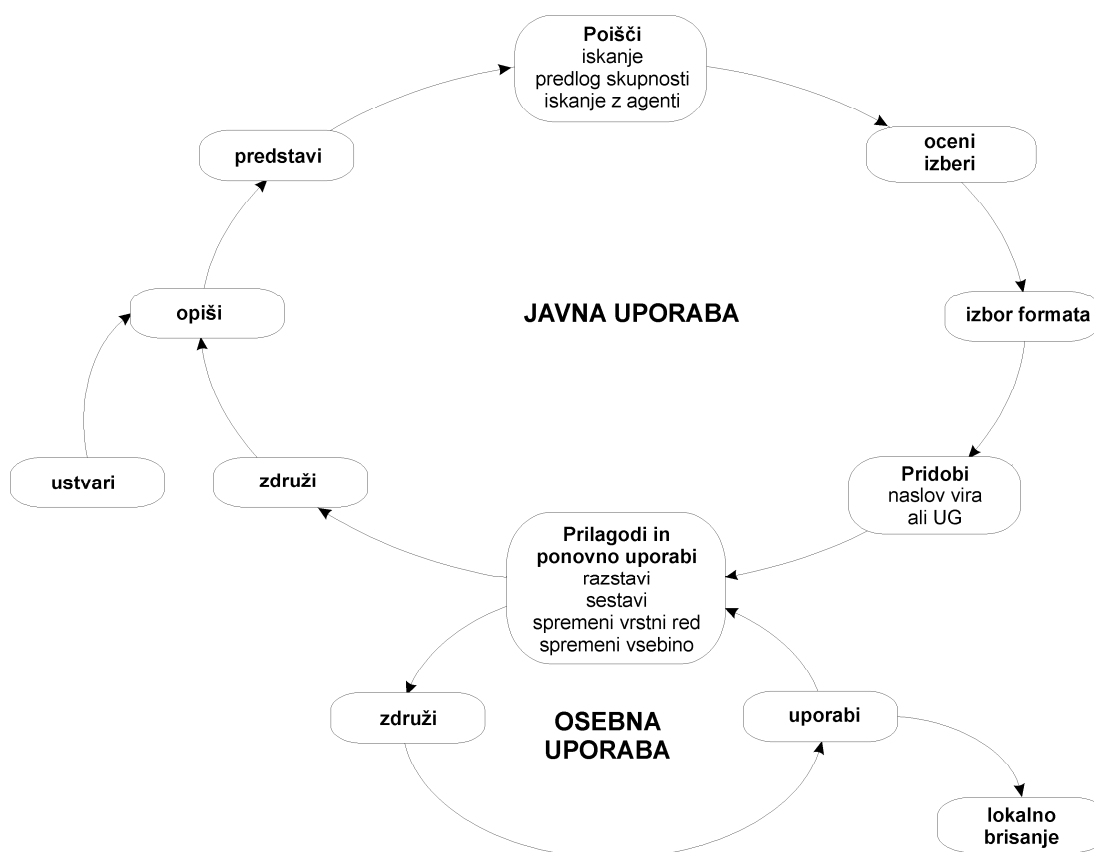 Poišči
iskanje
predlog skupnosti
iskanje z agenti
predstavi
oceni
izberi
opiši
JAVNA UPORABA
izbor formata
ustvari
združi
Pridobi
naslov vira
ali UG
Prilagodi in
ponovno uporabi
razstavi
sestavi
spremeni vrstni red
spremeni vsebino
združi
OSEBNA
UPORABA
uporabi
lokalno
brisanje